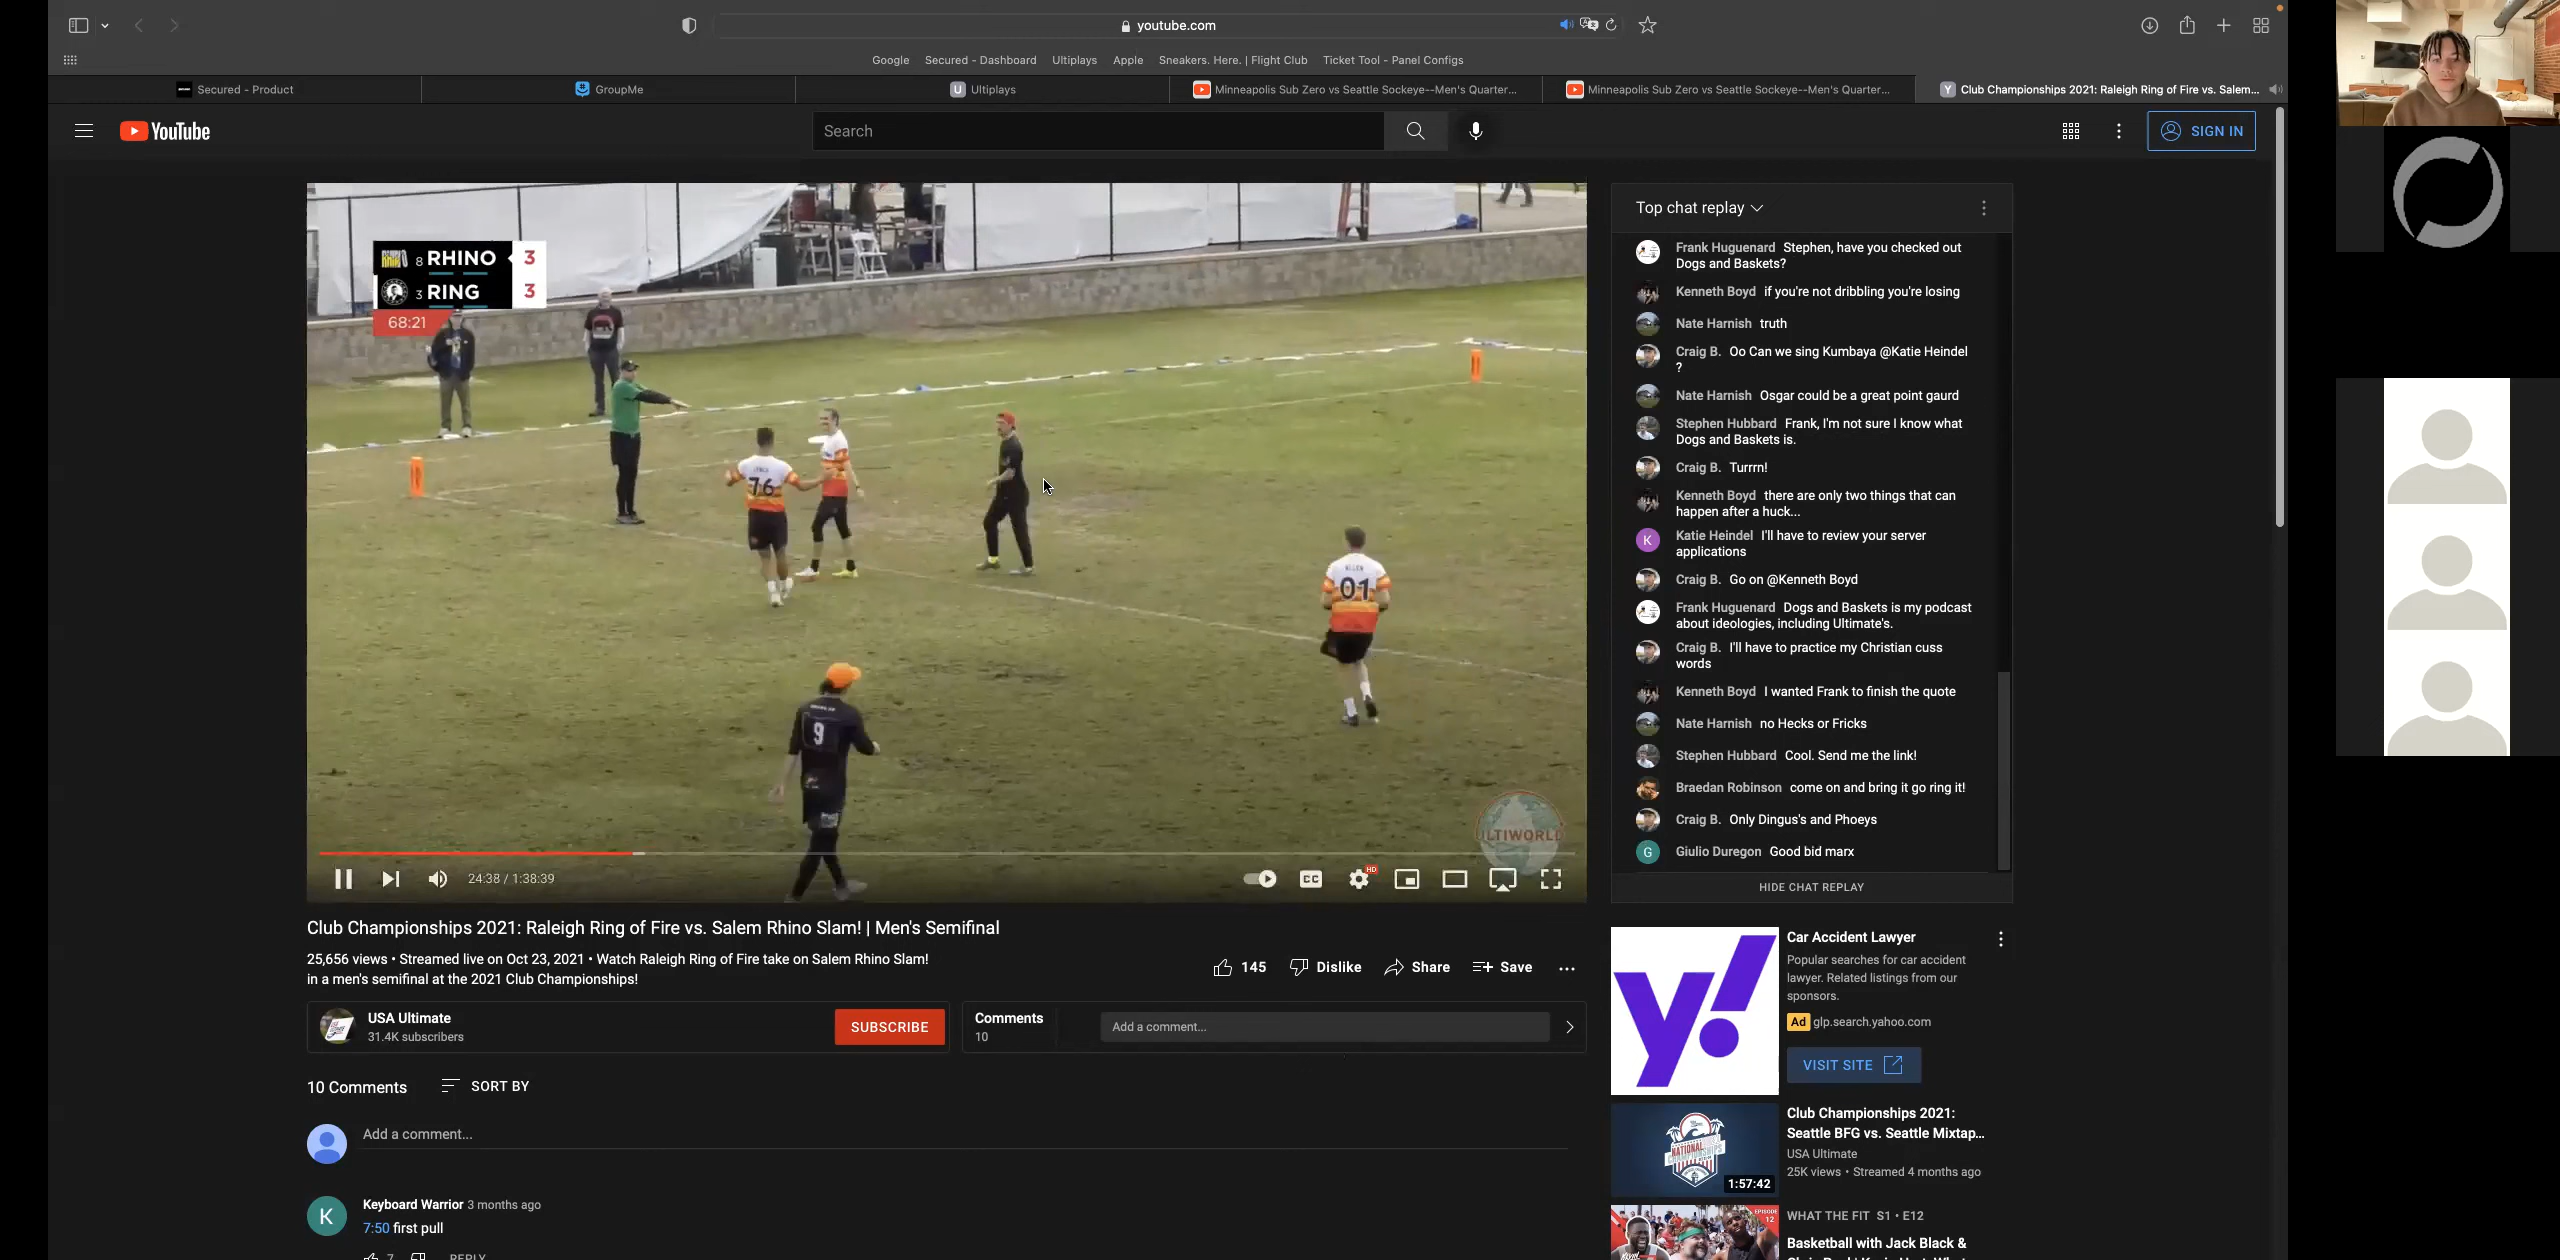 youtube.com
Google Secured - Dashboard Ultiplays Apple Sneakers. Here. | Flight Club Ticket Tool - Panel Configs
Secured - Product
GroupMe
U Ultiplays
Minneapolis Sub Zero vs Seattle Sockeye--Men's Quarter...
Minneapolis Sub Zero vs Seattle Sockeye--Men's Quarter...
Y Club Championships 2021: Raleigh Ring of Fire vs. Salem...
YouTube
Search
SIGN IN
8 RHINO 3
3 RING 3
68:21
76
ALLEN
01
9
ULTIWORLD
24:38 / 1:38:39
CC
HD
Top chat replay
Frank Huguenard Stephen, have you checked out
Dogs and Baskets?
Kenneth Boyd if you're not dribbling you're losing
Nate Harnish truth
Craig B. Oo Can we sing Kumbaya @Katie Heindel
?
Nate Harnish Osgar could be a great point gaurd
Stephen Hubbard Frank, I'm not sure I know what
Dogs and Baskets is.
Craig B. Turrrn!
Kenneth Boyd there are only two things that can
happen after a huck...
K Katie Heindel I'll have to review your server
applications
Craig B. Go on @Kenneth Boyd
Frank Huguenard Dogs and Baskets is my podcast
about ideologies, including Ultimate's.
Craig B. I'll have to practice my Christian cuss
words
Kenneth Boyd I wanted Frank to finish the quote
Nate Harnish no Hecks or Fricks
Stephen Hubbard Cool. Send me the link!
Braedan Robinson come on and bring it go ring it!
Craig B. Only Dingus's and Phoeys
G Giulio Duregon Good bid marx
HIDE CHAT REPLAY
Club Championships 2021: Raleigh Ring of Fire vs. Salem Rhino Slam! | Men's Semifinal
25,656 views • Streamed live on Oct 23, 2021 • Watch Raleigh Ring of Fire take on Salem Rhino Slam!
in a men's semifinal at the 2021 Club Championships!
145 Dislike Share Save
USA Ultimate
31.4K subscribers
SUBSCRIBE
Comments
10
Add a comment...
10 Comments SORT BY
Add a comment...
K
Keyboard Warrior 3 months ago
7:50 first pull
7 REPLY
y!
Car Accident Lawyer
Popular searches for car accident
lawyer. Related listings from our
sponsors.
Ad glp.search.yahoo.com
VISIT SITE
NATIONAL
1:57:42
Club Championships 2021:
Seattle BFG vs. Seattle Mixtap...
USA Ultimate
25K views • Streamed 4 months ago
EPISODE
12
WHAT THE FIT S1 • E12
Basketball with Jack Black &